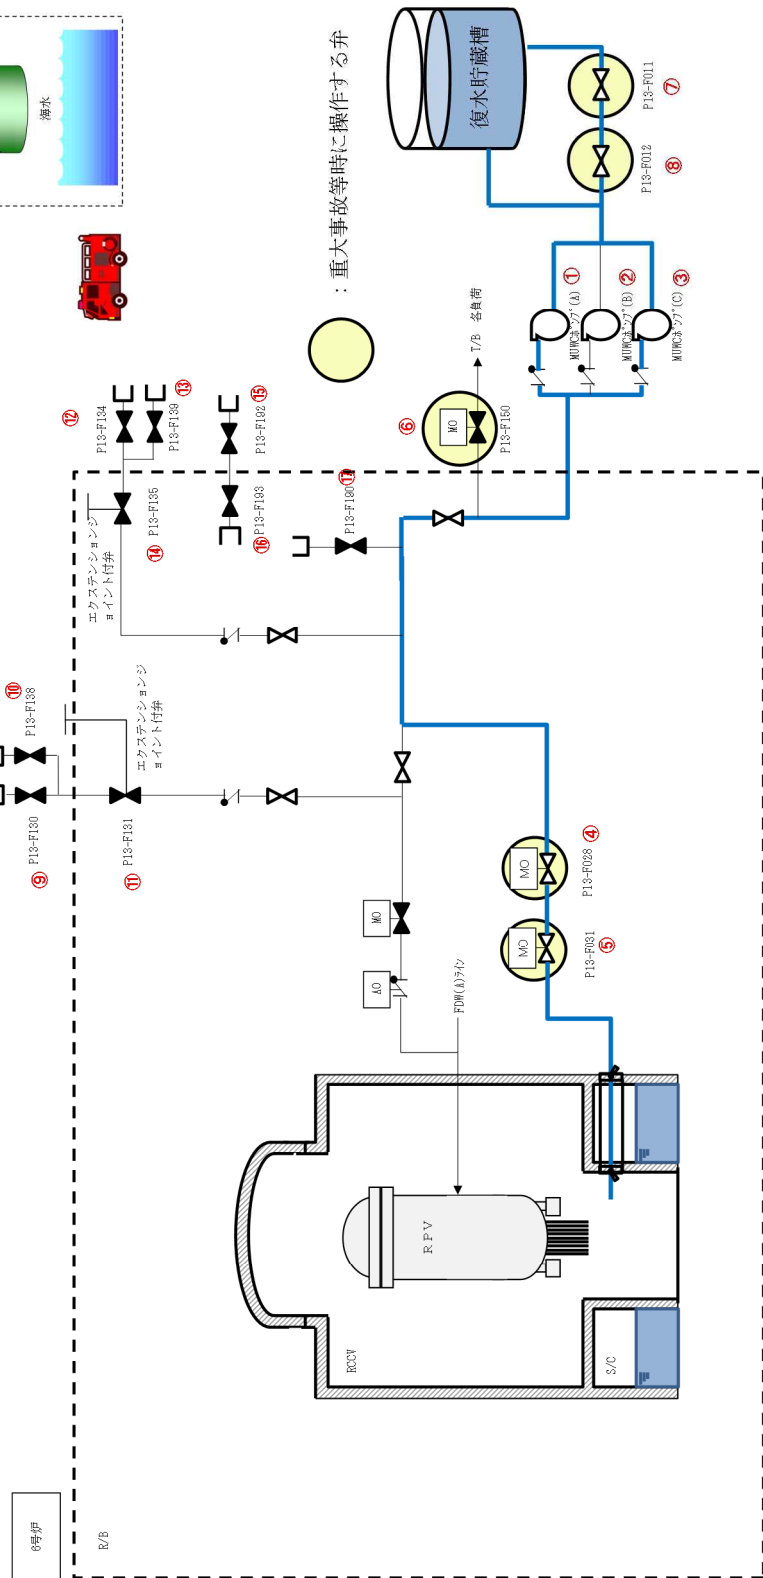 海水
：重大事故等時に操作する弁
復水貯蔵槽
P13-F011
⑦
P13-F012
⑧
MUWCポンプ(A)
①
MUWCポンプ(B)
②
MUWCポンプ(C)
③
T/B 各負荷
⑥
MO
P13-F150
⑫
P13-F134
⑬
P13-F139
⑮
P13-F192
P13-F193
⑯
P13-F190
⑰
⑭
P13-F135
エクステンションジ
ョイント付弁
⑩
P13-F138
⑨
P13-F130
エクステンションジ
ョイント付弁
P13-F131
⑪
MO
AO
FDW(A)ライン
MO
P13-F028
④
MO
P13-F031
⑤
RPV
RCCV
S/C
R/B
6号炉